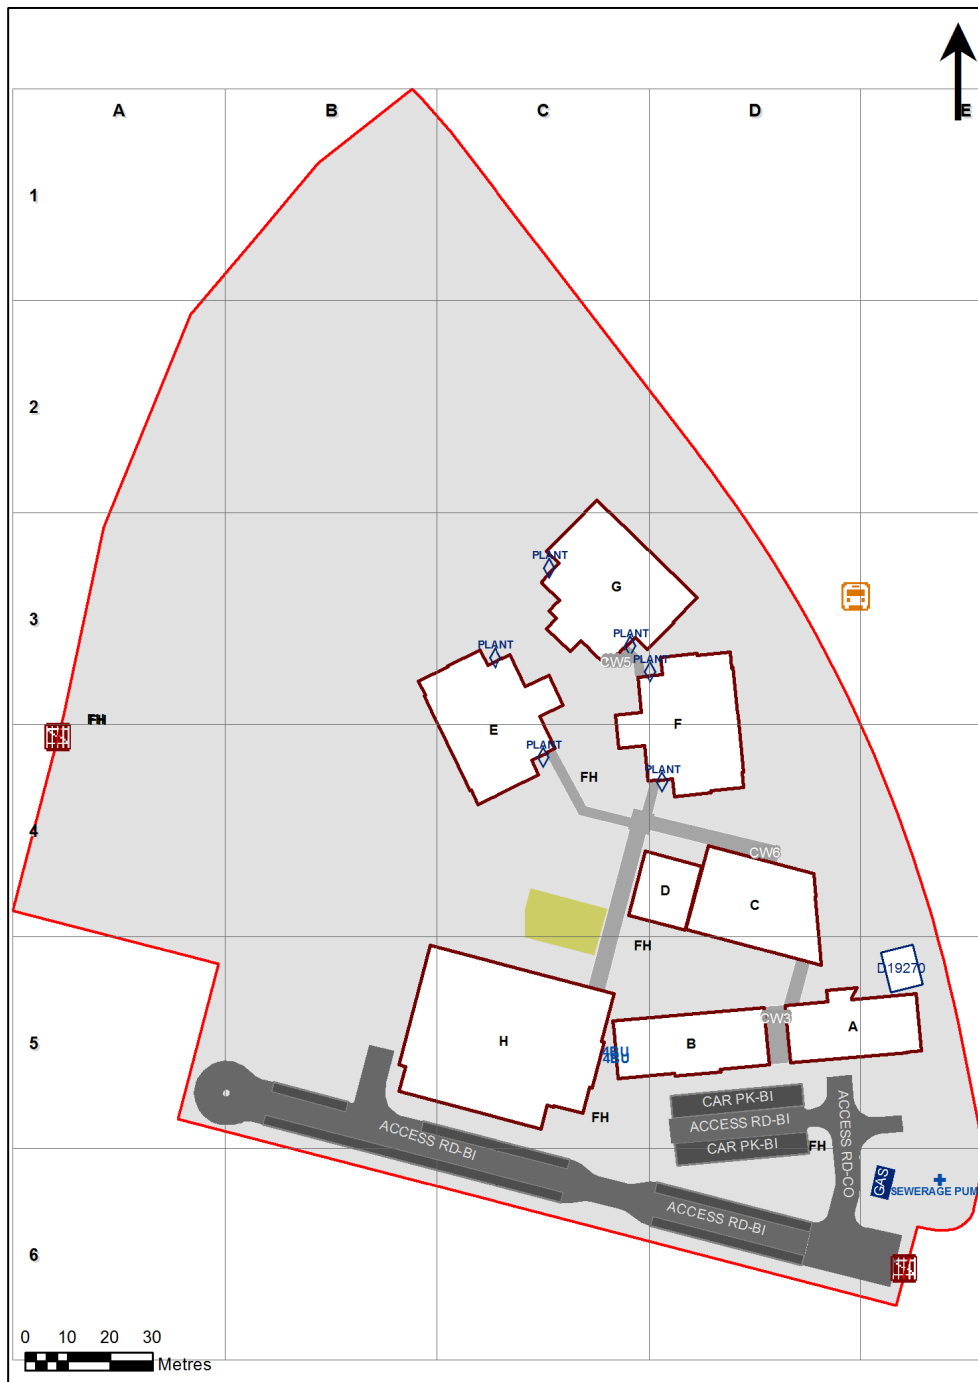 A
B
C
D
E
1
2
PLANT
G
3
PLANT
PLANT
CW5
PLANT
FH
E
F
PLANT
PLANT
FH
4
CW6
D
C
FH
D19270
CW3
A
H
B
5
4BU
4BU
CAR PK-BI
FH
ACCESS RD-BI
ACCESS RD-BI
CAR PK-BI
FH
ACCESS RD-CO
GAS
SEWERAGE PUM
ACCESS RD-BI
6
0 10 20 30
Metres